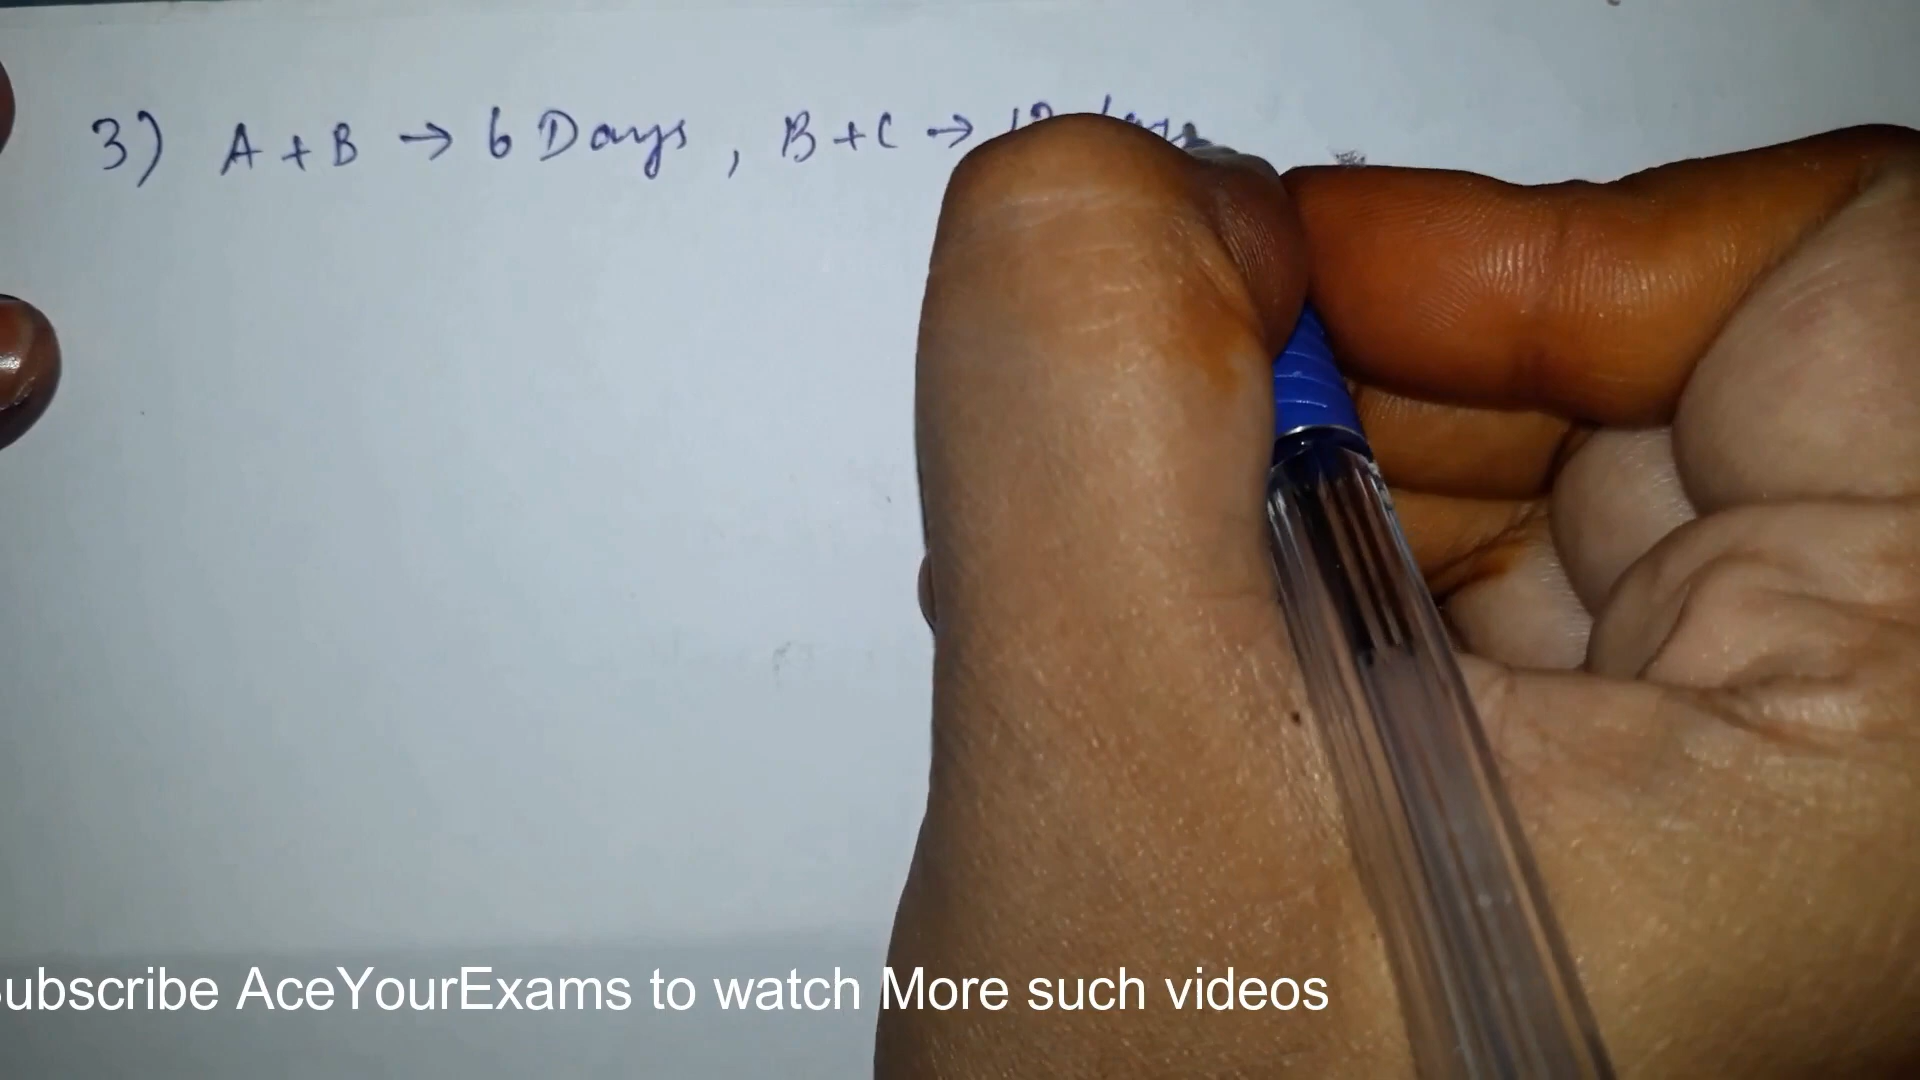 3) A + B → 6 Days , B + C →
ubscribe AceYourExams to watch More such videos